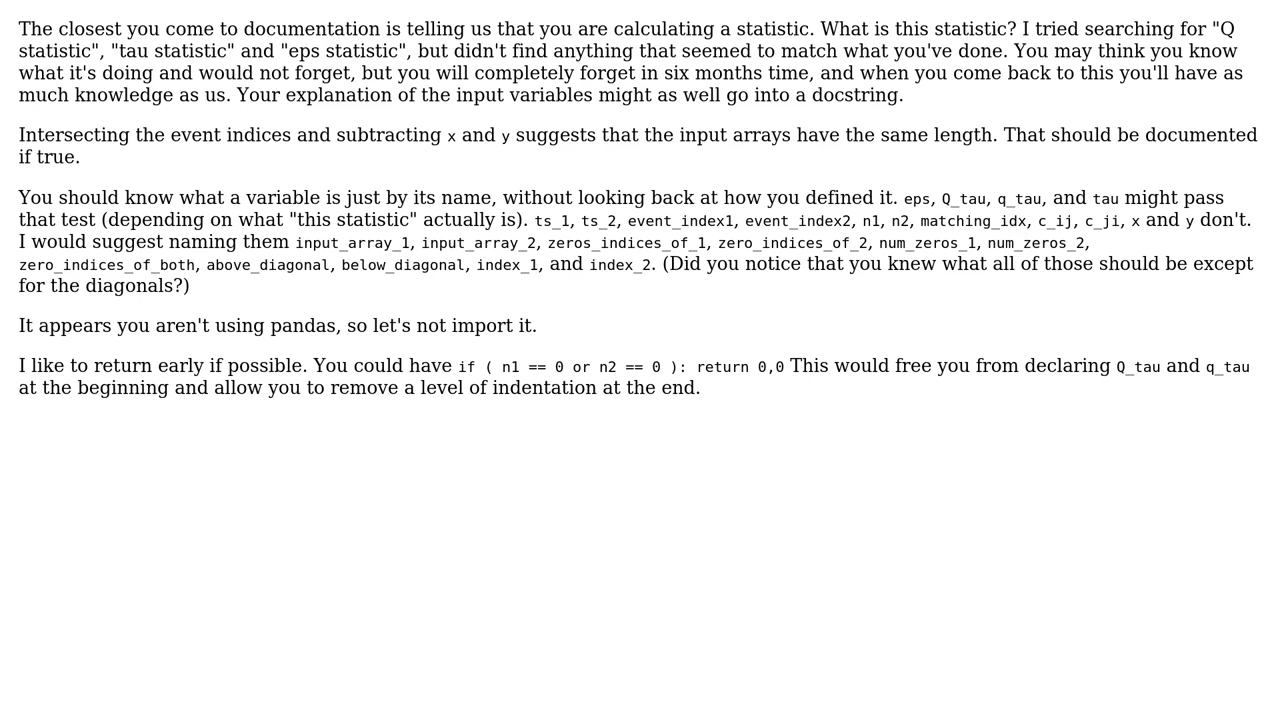 The closest you come to documentation is telling us that you are calculating a statistic. What is this statistic? I tried searching for "Q
statistic", "tau statistic" and "eps statistic", but didn't find anything that seemed to match what you've done. You may think you know
what it's doing and would not forget, but you will completely forget in six months time, and when you come back to this you'll have as
much knowledge as us. Your explanation of the input variables might as well go into a docstring.
Intersecting the event indices and subtracting x and y suggests that the input arrays have the same length. That should be documented
if true.
You should know what a variable is just by its name, without looking back at how you defined it. eps, Q_tau, q_tau, and tau might pass
that test (depending on what "this statistic" actually is). ts_1, ts_2, event_index1, event_index2, n1, n2, matching_idx, c_ij, c_ji, x and y don't.
I would suggest naming them input_array_1, input_array_2, zeros_indices_of_1, zero_indices_of_2, num_zeros_1, num_zeros_2,
zero_indices_of_both, above_diagonal, below_diagonal, index_1, and index_2. (Did you notice that you knew what all of those should be except
for the diagonals?)
It appears you aren't using pandas, so let's not import it.
I like to return early if possible. You could have if ( n1 == 0 or n2 == 0 ): return 0,0 This would free you from declaring Q_tau and q_tau
at the beginning and allow you to remove a level of indentation at the end.